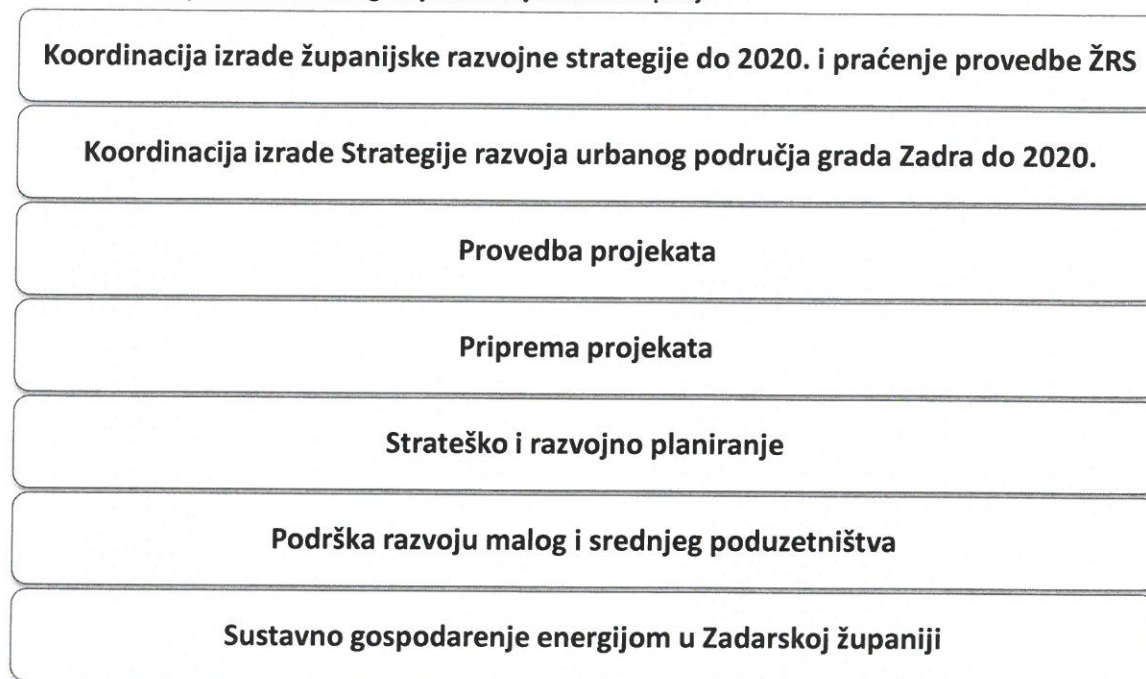 Koordinacija izrade županijske razvojne strategije do 2020. i praćenje provedbe ŽRS
Koordinacija izrade Strategije razvoja urbanog područja grada Zadra do 2020.
Provedba projekata
Priprema projekata
Strateško i razvojno planiranje
Podrška razvoju malog i srednjeg poduzetništva
Sustavno gospodarenje energijom u Zadarskoj županiji